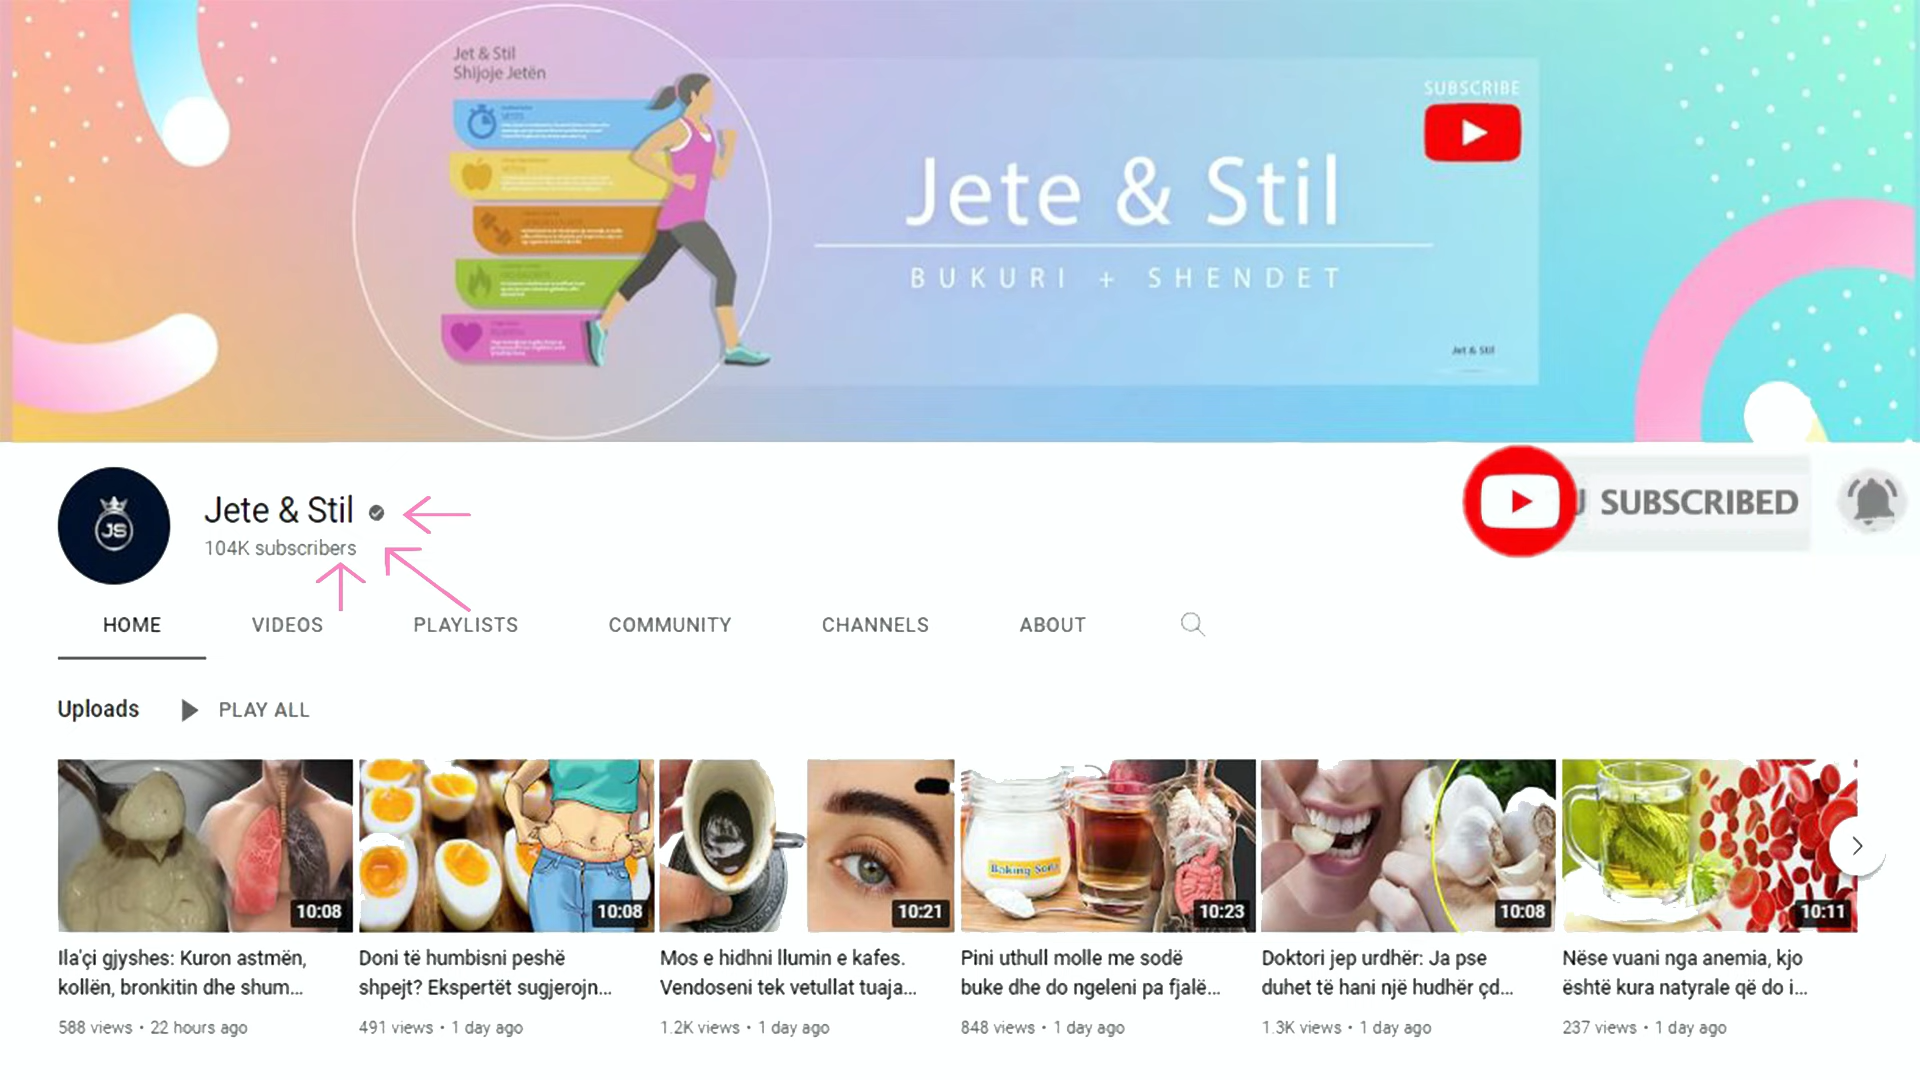 Jet & Stil
Shijoje Jetën
SUBSCRIBE
Jete & Stil
BUKURI + SHENDET
Jet & Stil
JS
Jete & Stil
104K subscribers
SUBSCRIBED
HOME VIDEOS PLAYLISTS COMMUNITY CHANNELS ABOUT
Uploads PLAY ALL
Baking Soda
10:08 10:08 10:21 10:23 10:08 10:11
Ila'çi gjyshes: Kuron astmën,
kollën, bronkitin dhe shum...
588 views • 22 hours ago
Doni të humbisni peshë
shpejt? Ekspertët sugjerojn...
491 views • 1 day ago
Mos e hidhni llumin e kafes.
Vendoseni tek vetullat tuaja...
1.2K views • 1 day ago
Pini uthull molle me sodë
buke dhe do ngeleni pa fjalë...
848 views • 1 day ago
Doktori jep urdhër: Ja pse
duhet të hani një hudhër çd...
1.3K views • 1 day ago
Nëse vuani nga anemia, kjo
është kura natyrale që do i...
237 views • 1 day ago